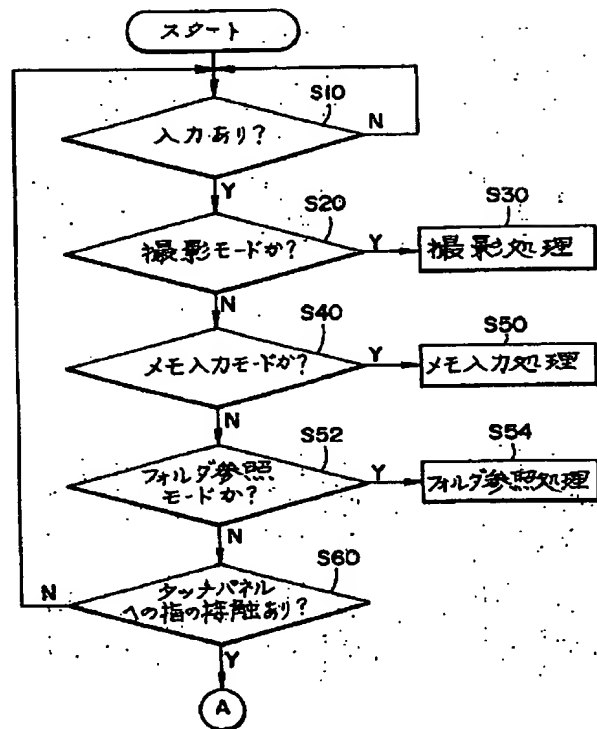 スタート
S10
入力あり?
N
Y
S20
撮影モードか?
Y
S30
撮影処理
N
S40
メモ入力モードか?
Y
S50
メモ入力処理
N
S52
フォルダ参照
モードか?
Y
S54
フォルダ参照処理
N
S60
タッチパネル
への指の接触あり?
N
Y
A